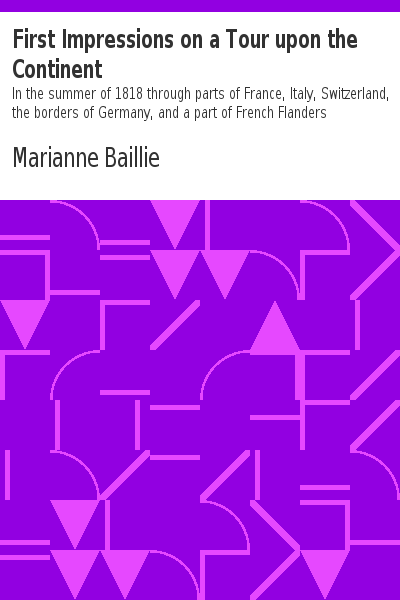 First Impressions on a Tour upon the
Continent
In the summer of 1818 through parts of France, Italy, Switzerland,
the borders of Germany, and a part of French Flanders
Marianne Baillie